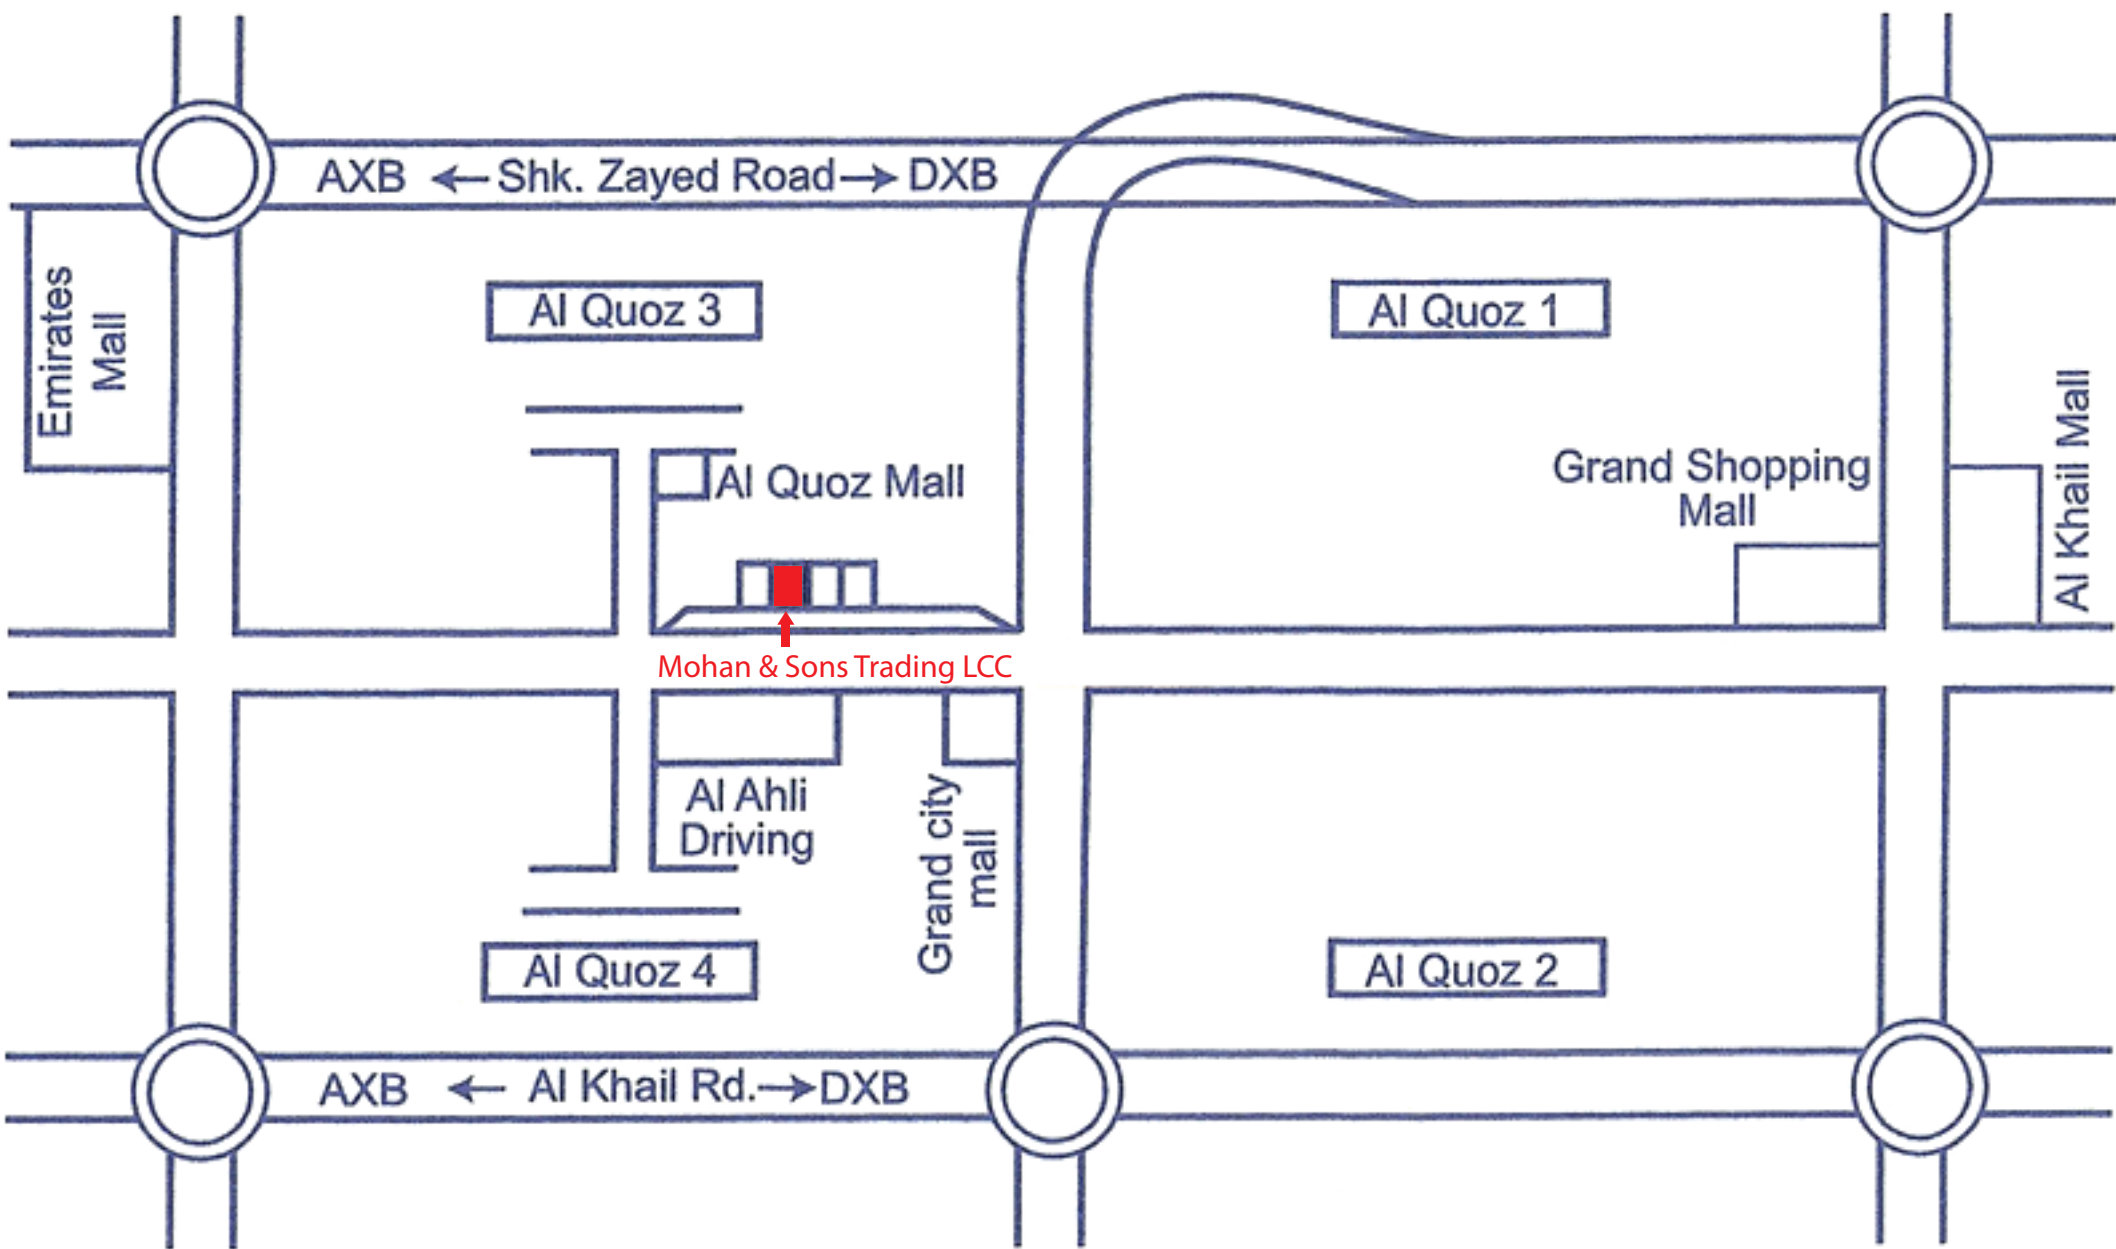 AXB ← Shk. Zayed Road → DXB
Emirates
Mall
Al Quoz 3
Al Quoz 1
Al Quoz Mall
Grand Shopping
Mall
Al Khail Mall
Mohan & Sons Trading LCC
Al Ahli
Driving
Grand city
mall
Al Quoz 4
Al Quoz 2
AXB ← Al Khail Rd. → DXB